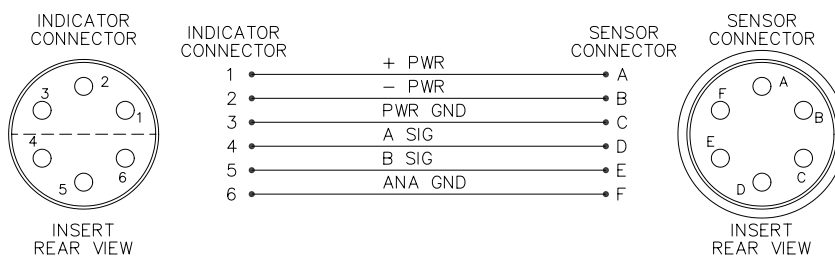 INDICATOR
CONNECTOR
2
3
1
4
5
6
INSERT
REAR VIEW
INDICATOR
CONNECTOR
SENSOR
CONNECTOR
1 + PWR A
2 - PWR B
3 PWR GND C
4 A SIG D
5 B SIG E
6 ANA GND F
SENSOR
CONNECTOR
A
F
B
E
C
D
INSERT
REAR VIEW